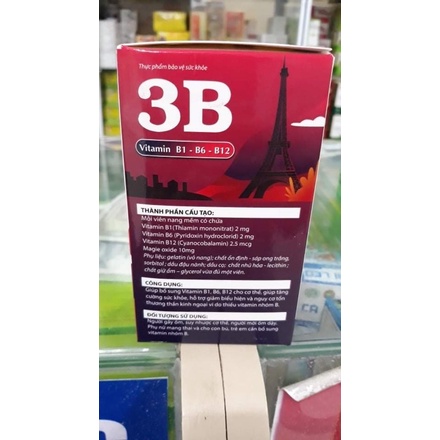 Thực phẩm bảo vệ sức khỏe
3B
Vitamin B1 - B6 - B12
THÀNH PHẦN CẤU TẠO:
Mỗi viên nang mềm có chứa
Vitamin B1(Thiamin mononitrat) 2 mg
Vitamin B6 (Pyridoxin hydroclorid) 2 mg
Vitamin B12 (Cyanocobalamin) 2.5 mcg
Magie oxide 10mg
Phụ liệu: gelatin (vỏ nang); chất ổn định - sáp ong trắng,
sorbitol; dầu đậu nành; dầu cọ; chất nhũ hóa - lecithin;
chất giữ ẩm - glycerol vừa đủ một viên.
CÔNG DỤNG:
Giúp bổ sung Vitamin B1, B6, B12 cho cơ thể, giúp tăng
cường sức khỏe, hỗ trợ giảm biểu hiện và nguy cơ tổn
thương thần kinh ngoại vi do thiếu vitamin nhóm B.
ĐỐI TƯỢNG SỬ DỤNG:
Người gầy ốm, suy nhược cơ thể, người mới ốm dậy.
Phụ nữ mang thai và cho con bú, trẻ em cần bổ sung
vitamin nhóm B.